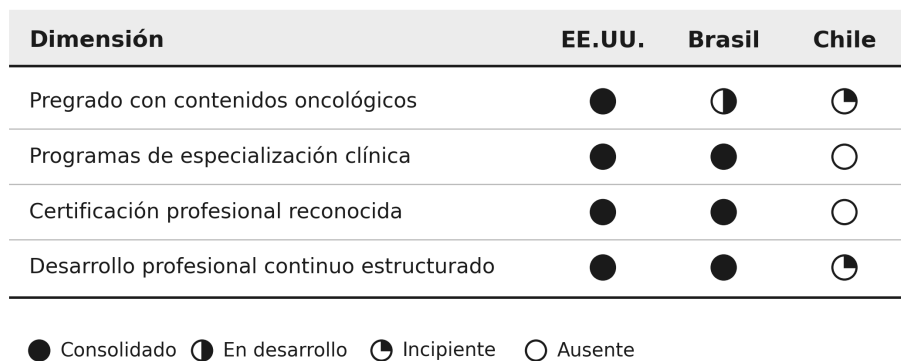 Dimensión EE.UU. Brasil Chile
Pregrado con contenidos oncológicos
Programas de especialización clínica
Certificación profesional reconocida
Desarrollo profesional continuo estructurado
Consolidado En desarrollo Incipiente Ausente